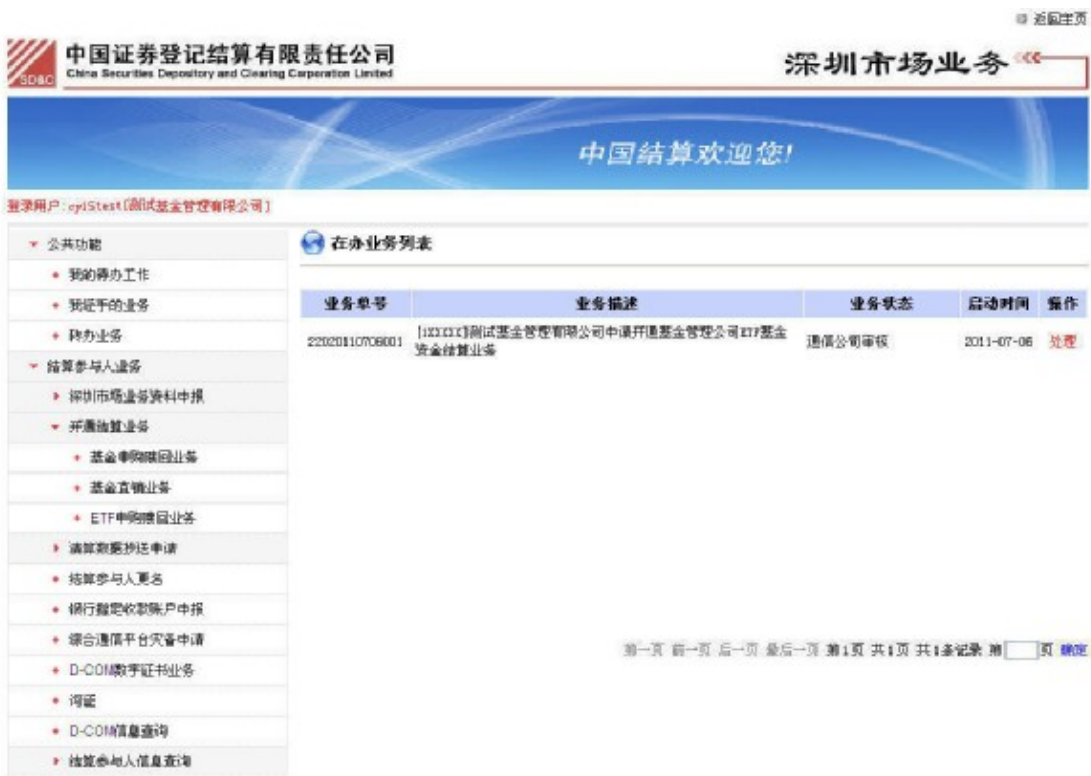 返回主页
中国证券登记结算有限责任公司
China Securities Depository and Clearing Corporation Limited
SD&C
深圳市场业务
中国结算欢迎您!
登录用户:cyistest[测试基金管理有限公司]
公共功能
我的待办工作
我经手的业务
转办业务
结算参与人业务
深圳市场业务资料申报
开通结算业务
基金申购赎回业务
基金直销业务
ETF申购赎回业务
清算数据抄送申请
结算参与人更名
银行指定收款账户申报
综合通信平台灾备申请
D-COM数字证书业务
D-COM信息查询
结算参与人信息查询
在办业务列表
业务单号 业务描述 业务状态 启动时间 操作
22020110706001 [iXXXXX]测试基金管理有限公司申请开通基金管理公司ETF基金
资金结算业务 通信公司审核 2011-07-06 处理
第一页 前一页 后一页 最后一页 第1页 共1页 共1条记录 第 页 确定